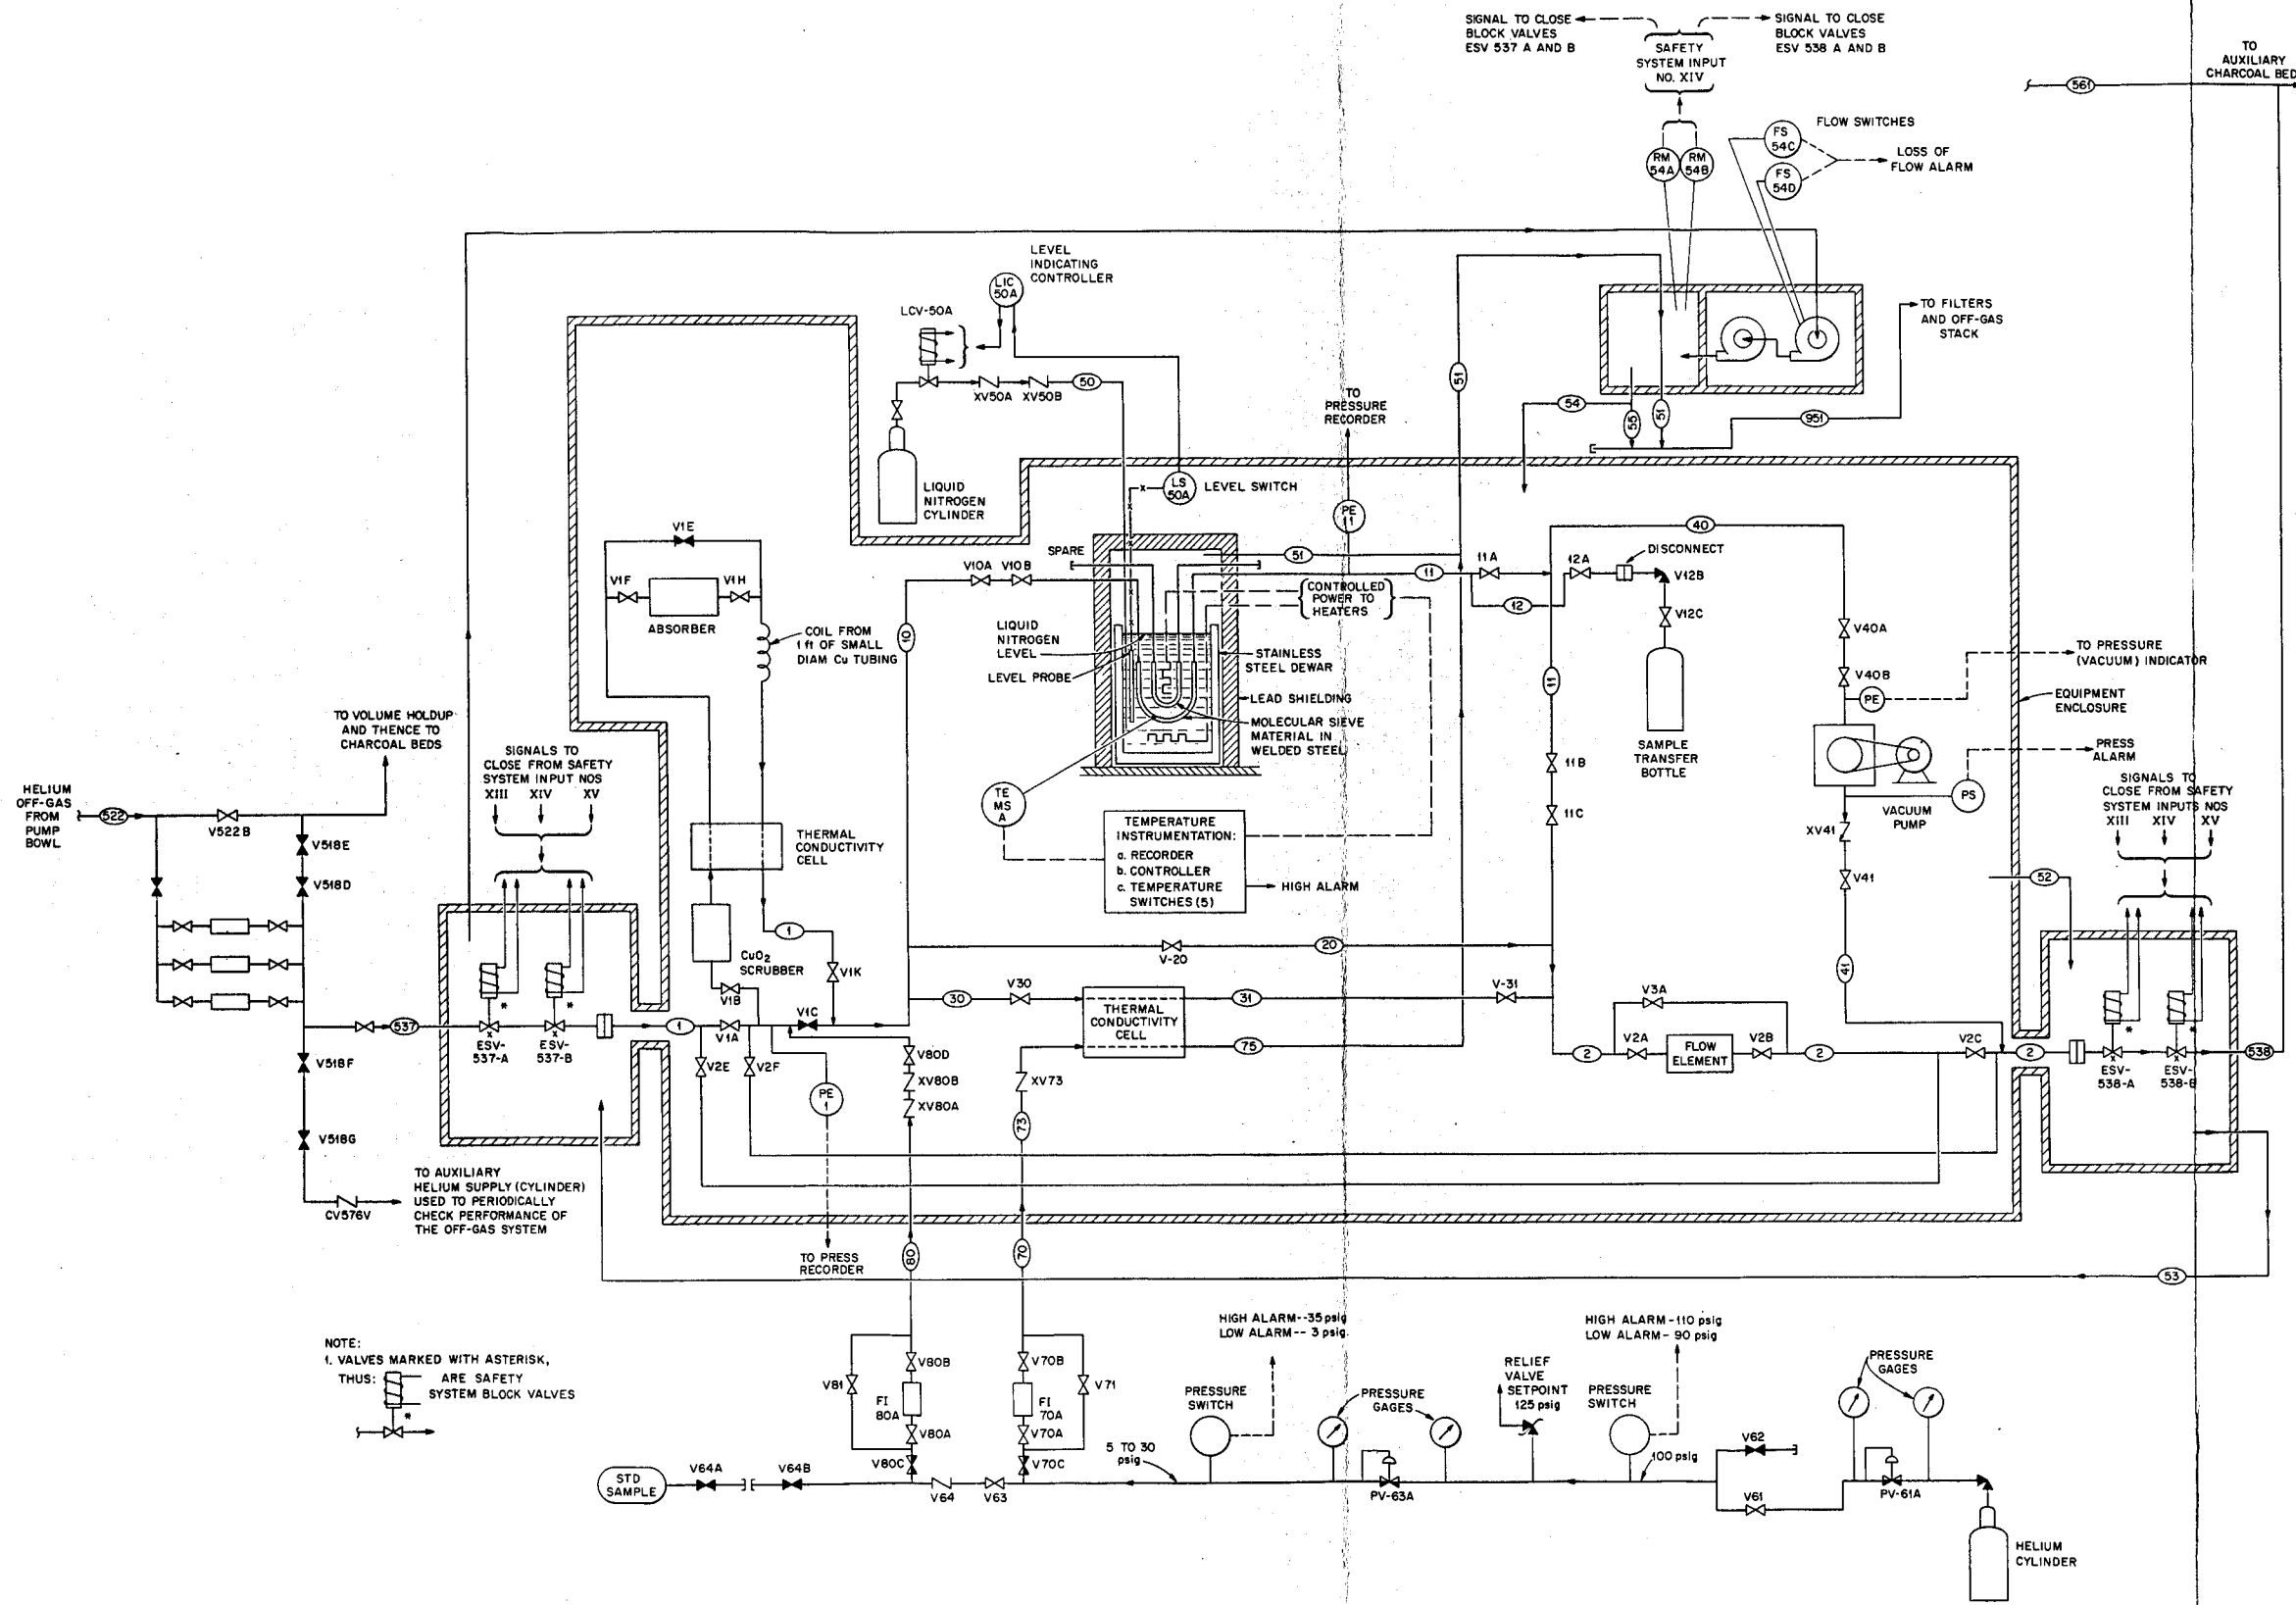 SIGNAL TO CLOSE
BLOCK VALVES
ESV 537 A AND B
SAFETY
SYSTEM INPUT
NO. XIV
SIGNAL TO CLOSE
BLOCK VALVES
ESV 538 A AND B
TO
AUXILIARY
CHARCOAL BED
561
RM
54A
RM
54B
FS
54C
FS
54D
FLOW SWITCHES
LOSS OF
FLOW ALARM
LEVEL
INDICATING
CONTROLLER
LIC
50A
LCV-50A
XV50A
XV50B
50
LIQUID
NITROGEN
CYLINDER
LS
50A
LEVEL SWITCH
TO
PRESSURE
RECORDER
PE
11
51
TO FILTERS
AND OFF-GAS
STACK
54
55
51
951
V1E
V1F
V1H
ABSORBER
COIL FROM
1 ft OF SMALL
DIAM Cu TUBING
SPARE
V10A
V10B
10
51
11
11A
12
12A
DISCONNECT
V12B
V12C
40
CONTROLLED
POWER TO
HEATERS
LIQUID
NITROGEN
LEVEL
LEVEL PROBE
STAINLESS
STEEL DEWAR
LEAD SHIELDING
MOLECULAR SIEVE
MATERIAL IN
WELDED STEEL
SAMPLE
TRANSFER
BOTTLE
11
11B
11C
V40A
V40B
PE
TO PRESSURE
(VACUUM) INDICATOR
EQUIPMENT
ENCLOSURE
PRESS
ALARM
PS
VACUUM
PUMP
XV41
V41
41
TO VOLUME HOLDUP
AND THENCE TO
CHARCOAL BEDS
HELIUM
OFF-GAS
FROM
PUMP
BOWL
522
V522B
V518E
V518D
SIGNALS TO
CLOSE FROM SAFETY
SYSTEM INPUT NOS
XIII XIV XV
THERMAL
CONDUCTIVITY
CELL
TE
MS
A
TEMPERATURE
INSTRUMENTATION:
a. RECORDER
b. CONTROLLER
c. TEMPERATURE
SWITCHES (5)
HIGH ALARM
SIGNALS TO
CLOSE FROM SAFETY
SYSTEM INPUTS NOS
XIII XIV XV
52
1
CuO2
SCRUBBER
V1B
V1K
V-20
20
30
V30
31
V-31
THERMAL
CONDUCTIVITY
CELL
75
V3A
V2A
FLOW
ELEMENT
V2B
2
2
V2C
2
*
*
ESV-
538-A
ESV-
538-B
538
537
*
*
ESV-
537-A
ESV-
537-B
1
V1A
V1C
V2E
V2F
V80D
XV80B
XV80A
PE
1
XV73
73
V518F
V518G
CV576V
TO AUXILIARY
HELIUM SUPPLY (CYLINDER)
USED TO PERIODICALLY
CHECK PERFORMANCE OF
THE OFF-GAS SYSTEM
TO PRESS
RECORDER
80
70
53
NOTE:
1. VALVES MARKED WITH ASTERISK,
THUS:
ARE SAFETY
SYSTEM BLOCK VALVES
*
V81
V80B
FI
80A
V80A
V80C
V70B
FI
70A
V70A
V70C
V71
HIGH ALARM--35 psig
LOW ALARM-- 3 psig
PRESSURE
SWITCH
PRESSURE
GAGES
RELIEF
VALVE
SETPOINT
125 psig
HIGH ALARM-110 psig
LOW ALARM- 90 psig
PRESSURE
SWITCH
PRESSURE
GAGES
5 TO 30
psig
100 psig
STD
SAMPLE
V64A
V64B
V64
V63
PV-63A
V62
V61
PV-61A
HELIUM
CYLINDER